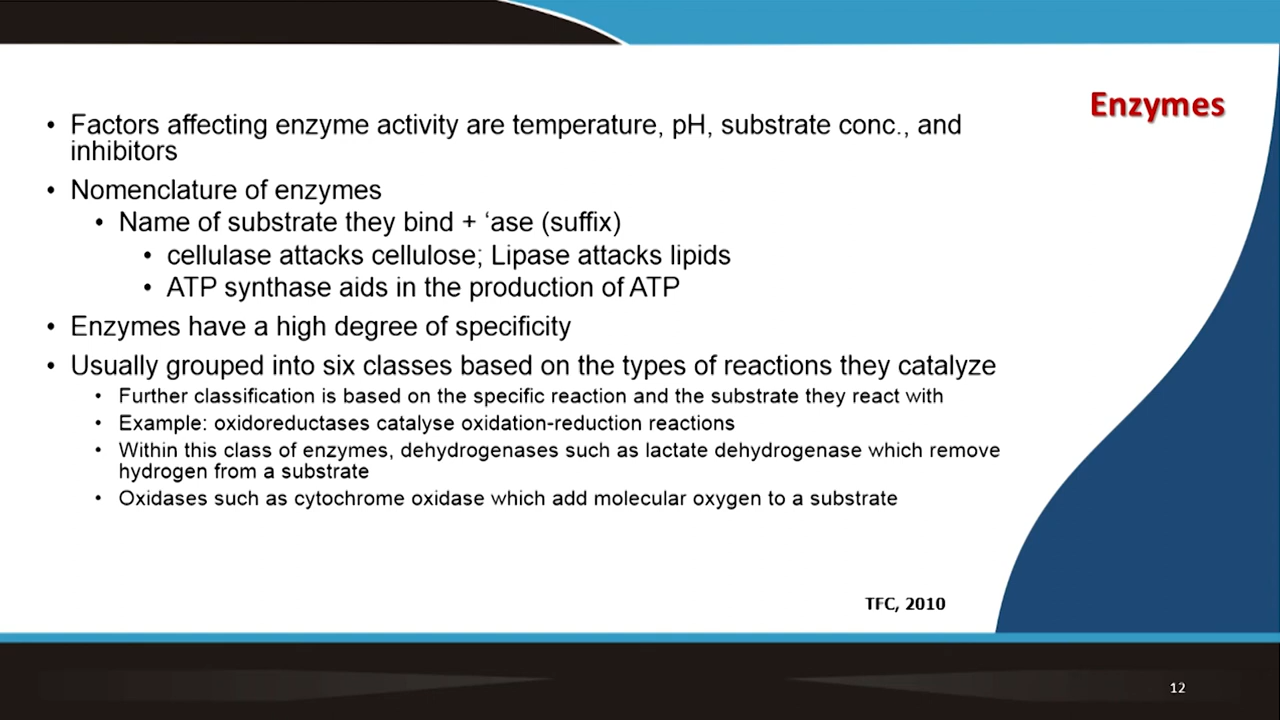 Enzymes
• Factors affecting enzyme activity are temperature, pH, substrate conc., and
inhibitors
• Nomenclature of enzymes
• Name of substrate they bind + ‘ase (suffix)
• cellulase attacks cellulose; Lipase attacks lipids
• ATP synthase aids in the production of ATP
• Enzymes have a high degree of specificity
• Usually grouped into six classes based on the types of reactions they catalyze
• Further classification is based on the specific reaction and the substrate they react with
• Example: oxidoreductases catalyse oxidation-reduction reactions
• Within this class of enzymes, dehydrogenases such as lactate dehydrogenase which remove
hydrogen from a substrate
• Oxidases such as cytochrome oxidase which add molecular oxygen to a substrate
TFC, 2010
12